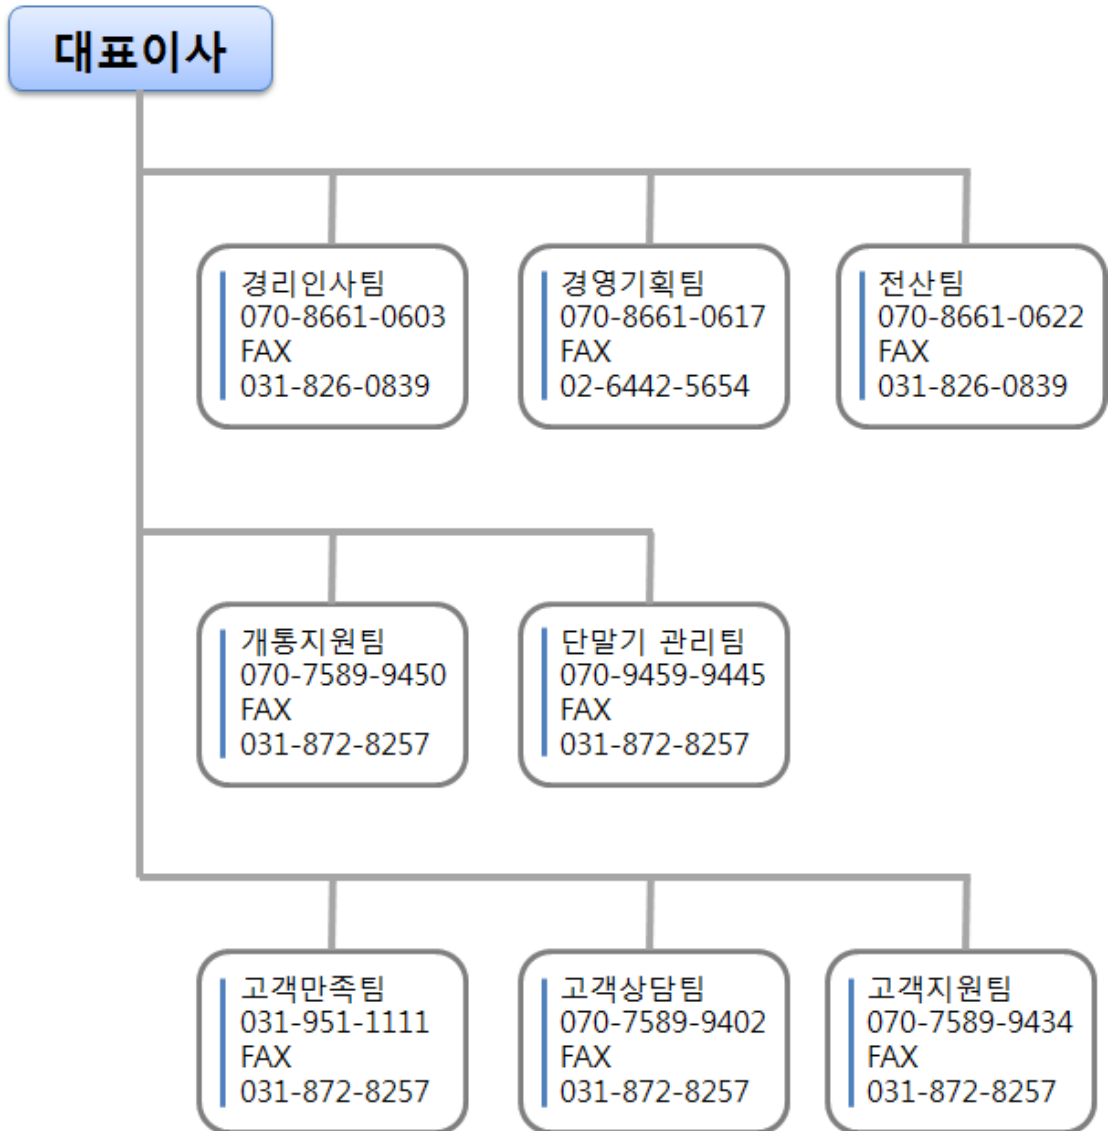 대표이사
경리인사팀
070-8661-0603
FAX
031-826-0839
경영기획팀
070-8661-0617
FAX
02-6442-5654
전산팀
070-8661-0622
FAX
031-826-0839
개통지원팀
070-7589-9450
FAX
031-872-8257
단말기 관리팀
070-9459-9445
FAX
031-872-8257
고객만족팀
031-951-1111
FAX
031-872-8257
고객상담팀
070-7589-9402
FAX
031-872-8257
고객지원팀
070-7589-9434
FAX
031-872-8257